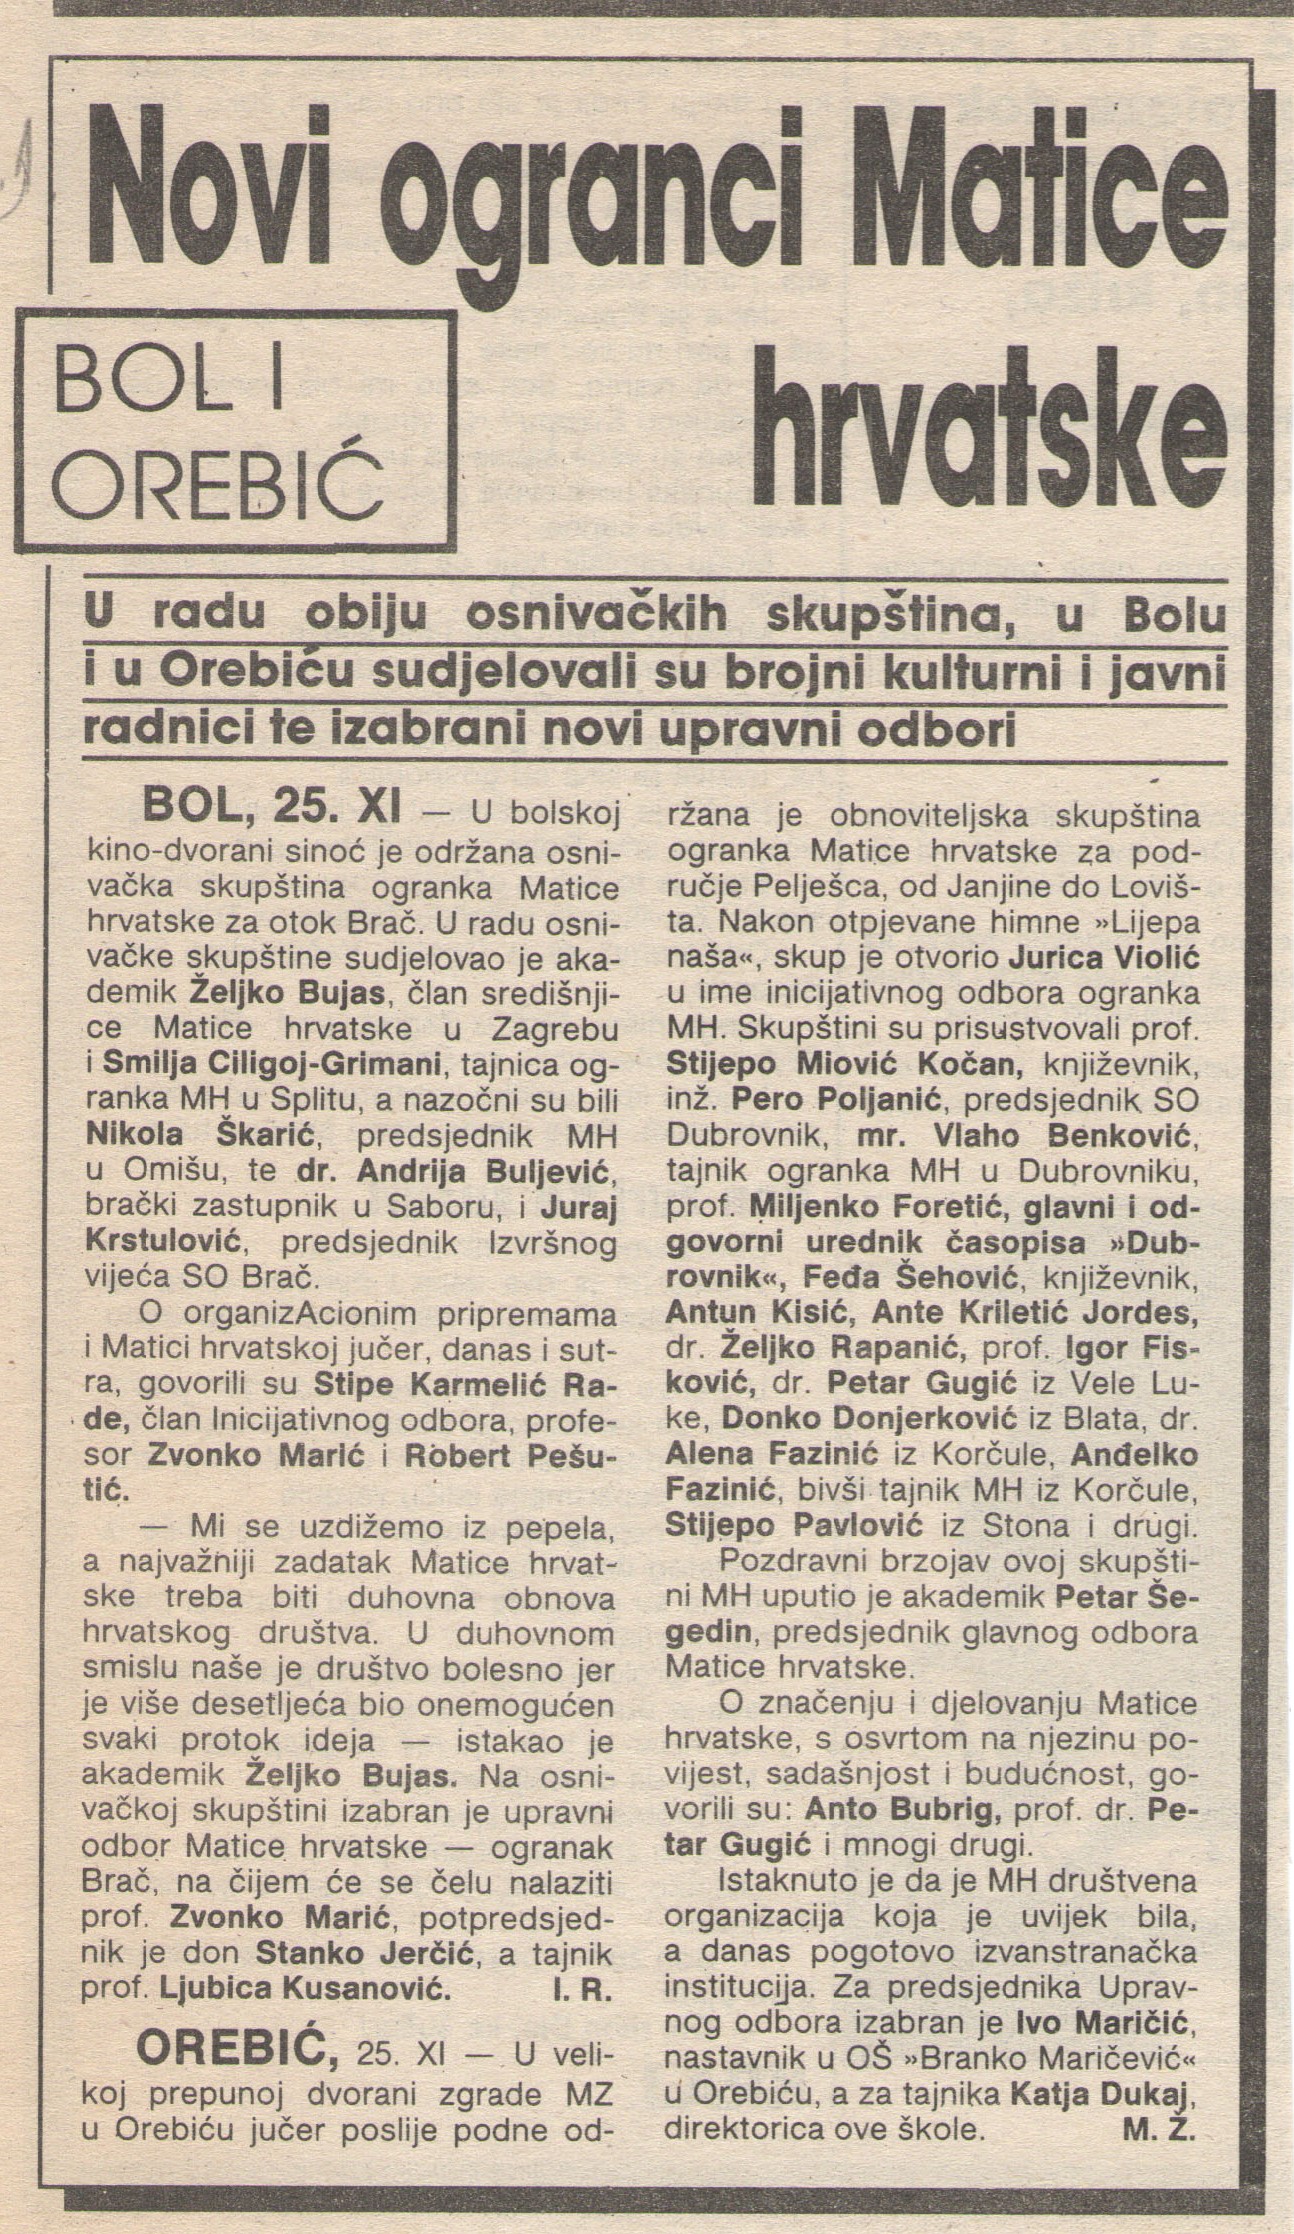 Novi ogranci Matice
hrvatske
BOL I
OREBIĆ
U radu obiju osnivačkih skupština, u Bolu
i u Orebiću sudjelovali su brojni kulturni i javni
radnici te izabrani novi upravni odbori
BOL, 25. XI — U bolskoj
kino-dvorani sinoć je održana osni-
vačka skupština ogranka Matice
hrvatske za otok Brač. U radu osni-
vačke skupštine sudjelovao je aka-
demik Željko Bujas, član središnji-
ce Matice hrvatske u Zagrebu
i Smilja Ciligoj-Grimani, tajnica og-
ranka MH u Splitu, a nazočni su bili
Nikola Škarić, predsjednik MH
u Omišu, te dr. Andrija Buljević,
brački zastupnik u Saboru, i Juraj
Krstulović, predsjednik Izvršnog
vijeća SO Brač.
O organizAcionim pripremama
i Matici hrvatskoj jučer, danas i sut-
ra, govorili su Stipe Karmelić Ra-
de, član Inicijativnog odbora, profe-
sor Zvonko Marić i Robert Pešu-
tić.
— Mi se uzdižemo iz pepela,
a najvažniji zadatak Matice hrvat-
ske treba biti duhovna obnova
hrvatskog društva. U duhovnom
smislu naše je društvo bolesno jer
je više desetljeća bio onemogućen
svaki protok ideja — istakao je
akademik Željko Bujas. Na osni-
vačkoj skupštini izabran je upravni
odbor Matice hrvatske — ogranak
Brač, na čijem će se čelu nalaziti
prof. Zvonko Marić, potpredsjed-
nik je don Stanko Jerčić, a tajnik
prof. Ljubica Kusanović. I. R.
OREBIĆ, 25. XI — U veli-
koj prepunoj dvorani zgrade MZ
u Orebiću jučer poslije podne od-
ržana je obnoviteljska skupština
ogranka Matice hrvatske za pod-
ručje Pelješca, od Janjine do Loviš-
ta. Nakon otpjevane himne »Lijepa
naša«, skup je otvorio Jurica Violić
u ime inicijativnog odbora ogranka
MH. Skupštini su prisustvovali prof.
Stijepo Miović Kočan, književnik,
inž. Pero Poljanić, predsjednik SO
Dubrovnik, mr. Vlaho Benković,
tajnik ogranka MH u Dubrovniku,
prof. Miljenko Foretić, glavni i od-
govorni urednik časopisa »Dub-
rovnik«, Feđa Šehović, književnik,
Antun Kisić, Ante Kriletić Jordes,
dr. Željko Rapanić, prof. Igor Fis-
ković, dr. Petar Gugić iz Vele Lu-
ke, Donko Donjerković iz Blata, dr.
Alena Fazinić iz Korčule, Anđelko
Fazinić, bivši tajnik MH iz Korčule,
Stijepo Pavlović iz Stona i drugi.
Pozdravni brzojav ovoj skupšti-
ni MH uputio je akademik Petar Še-
gedin, predsjednik glavnog odbora
Matice hrvatske.
O značenju i djelovanju Matice
hrvatske, s osvrtom na njezinu po-
vijest, sadašnjost i budućnost, go-
vorili su: Anto Bubrig, prof. dr. Pe-
tar Gugić i mnogi drugi.
Istaknuto je da je MH društvena
organizacija koja je uvijek bila,
a danas pogotovo izvanstranačka
institucija. Za predsjednika Uprav-
nog odbora izabran je Ivo Maričić,
nastavnik u OŠ »Branko Maričević«
u Orebiću, a za tajnika Katja Dukaj,
direktorica ove škole. M. Ž.